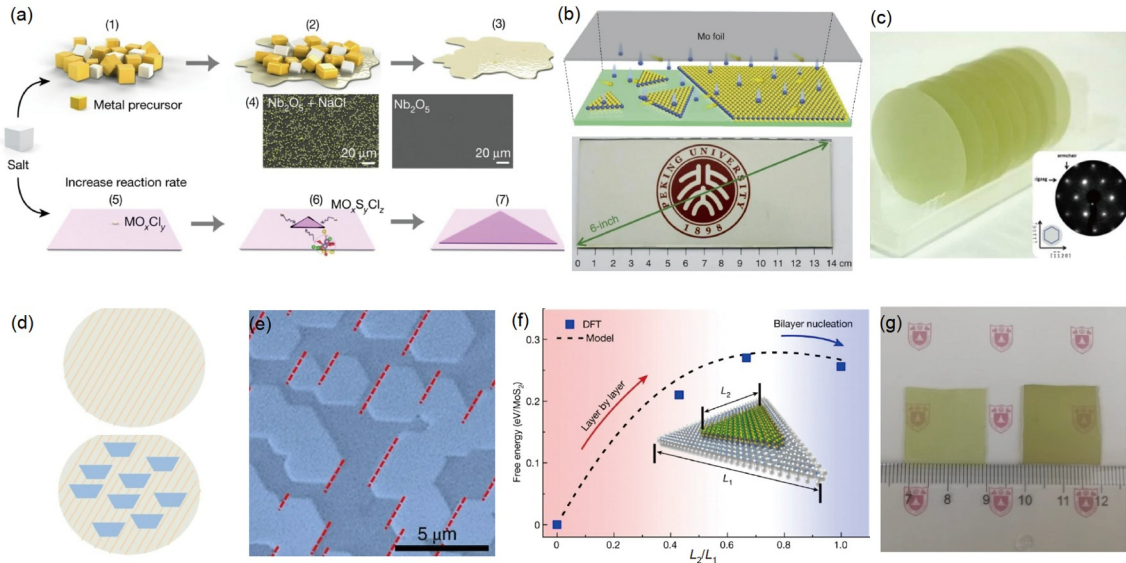 (a)
(1)
(2)
(3)
Metal precursor
(4)
Nb₂O₅ + NaCl
20 μm
Nb₂O₅
20 μm
Salt
Increase reaction rate
(5)
MOₓClᵧ
(6)
MOₓSᵧCl_z
(7)
(b)
Mo foil
PEKING UNIVERSITY
1898
6-inch
0 1 2 3 4 5 6 7 8 9 10 11 12 13 14 cm
(c)
armchair
zigzag
(d)
(e)
5 μm
(f)
DFT
Model
Bilayer nucleation
Layer by layer
L₂
L₁
Free energy (eV/MoS₂)
0.3
0.2
0.1
0
0 0.2 0.4 0.6 0.8 1.0
L₂/L₁
(g)
7 8 9 10 11 12